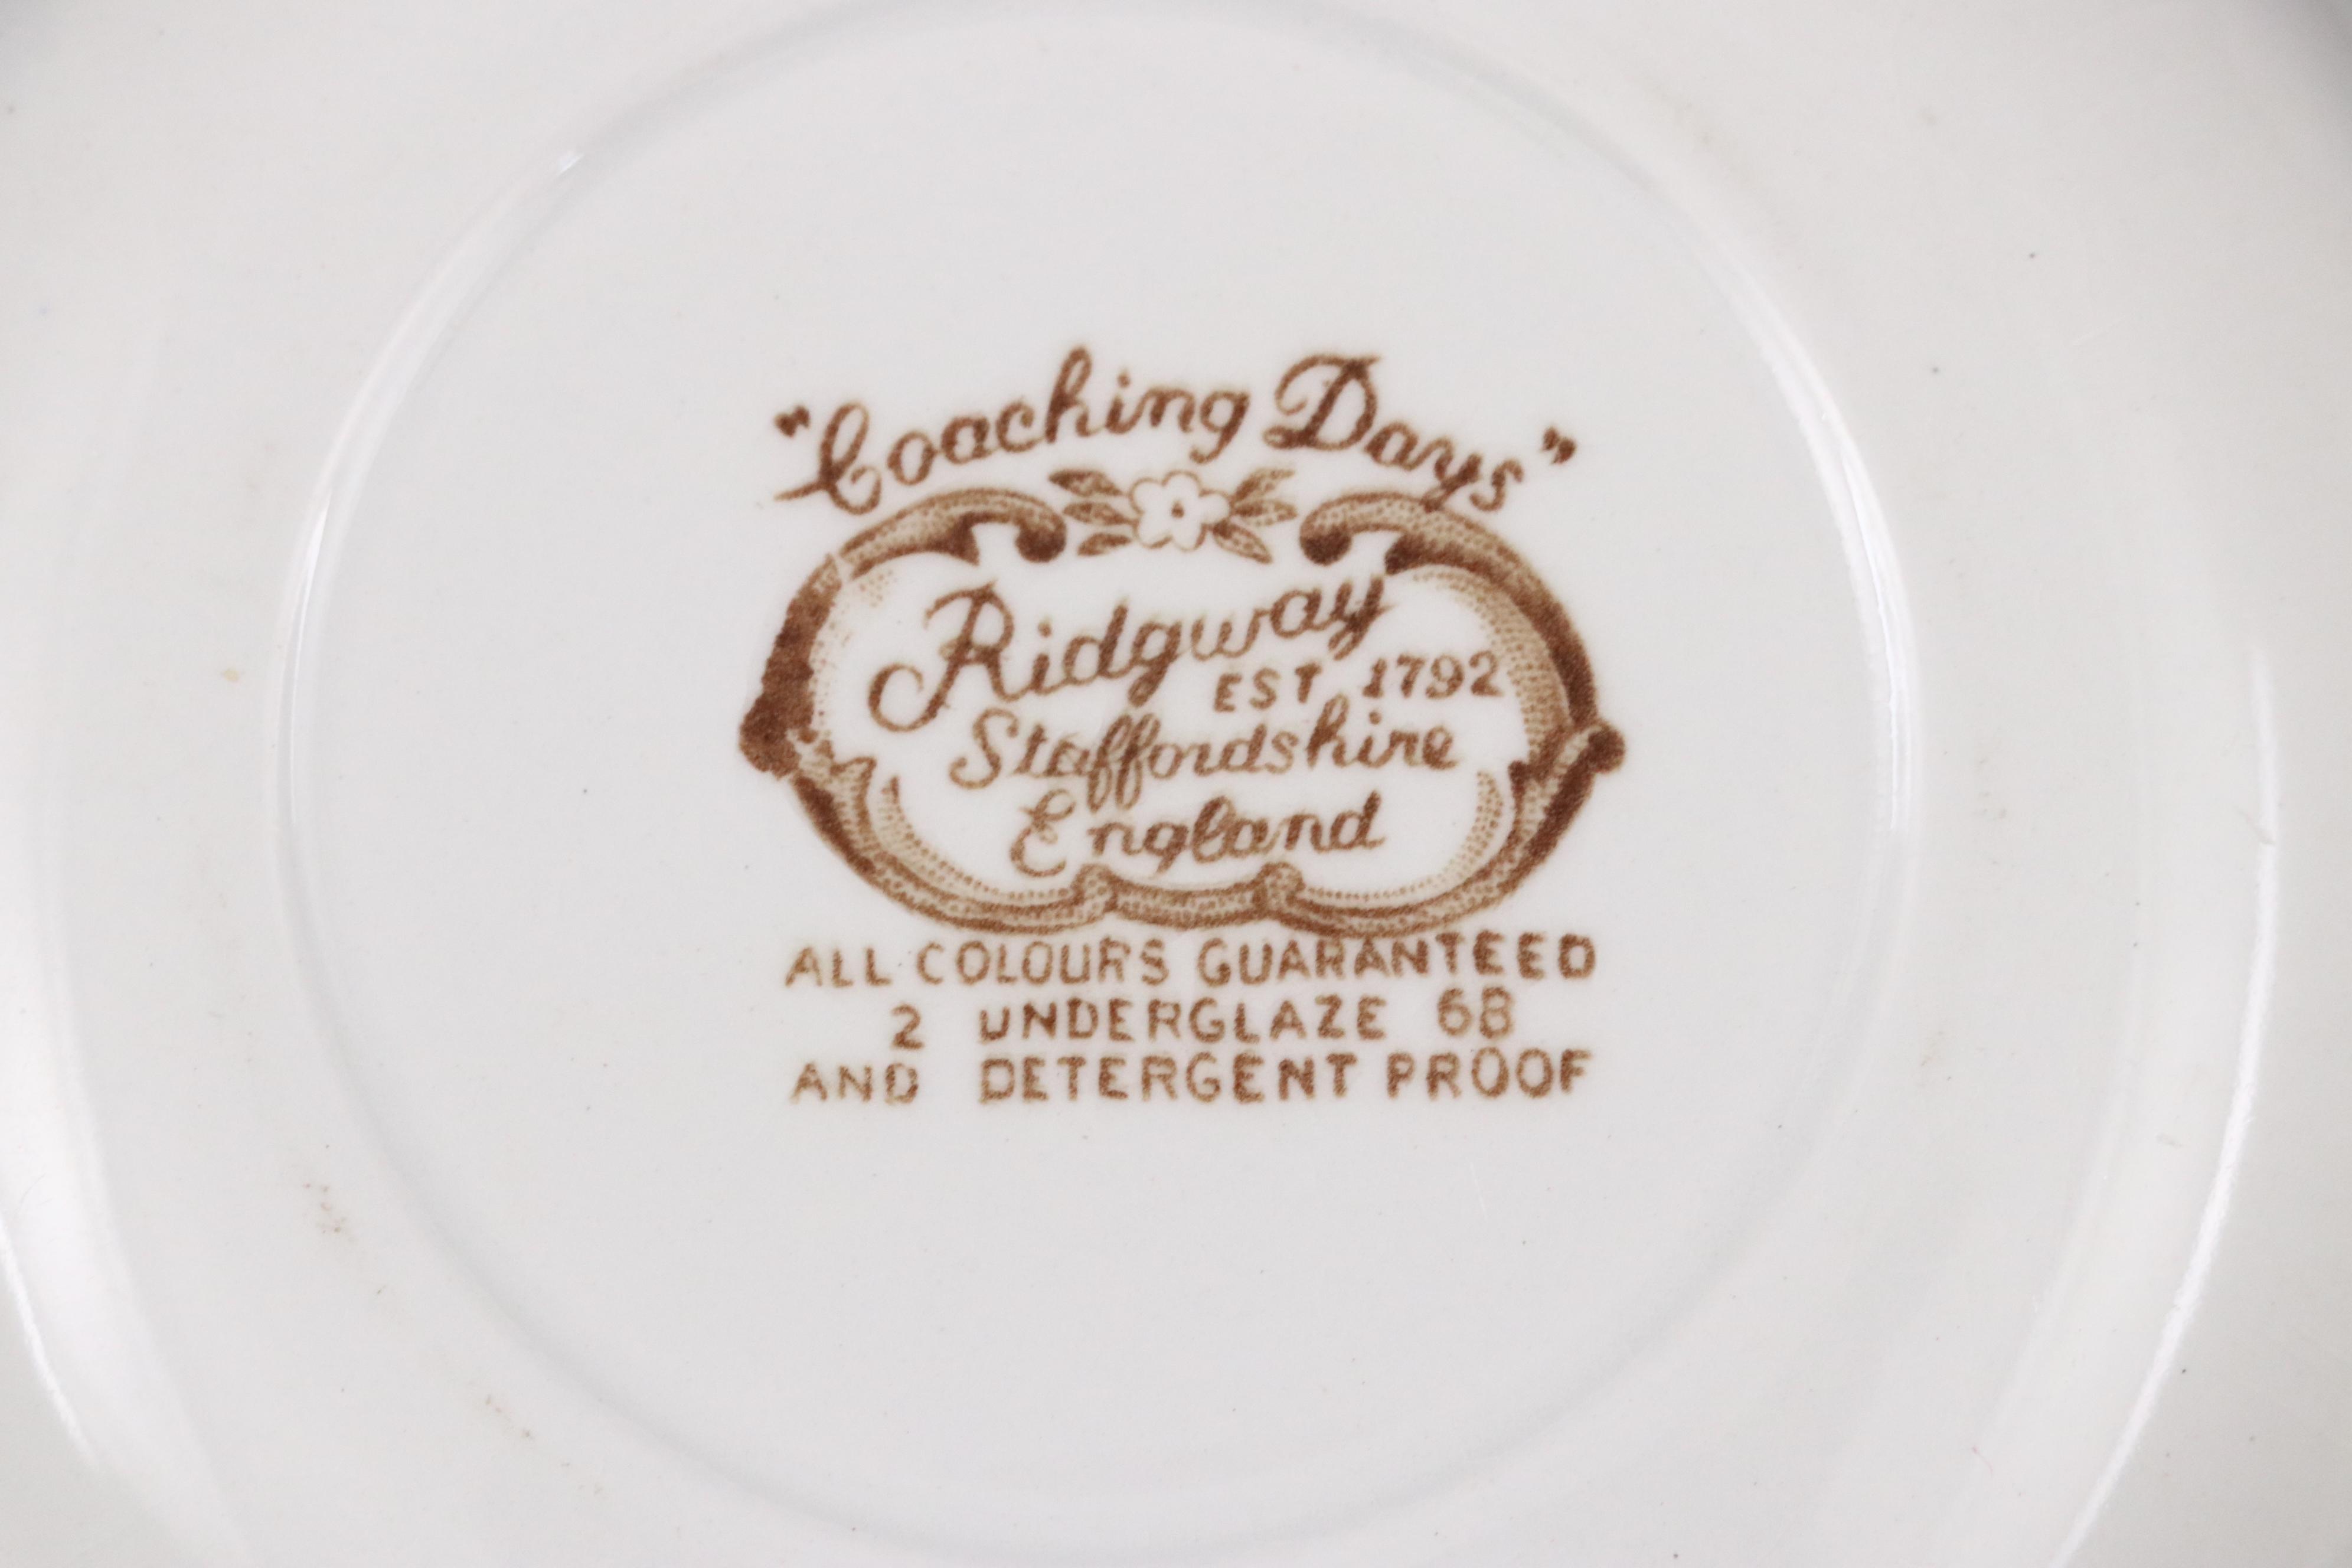 "Coaching Days"
Ridgway
EST 1792
Staffordshire
England
ALL COLOURS GUARANTEED
2 UNDERGLAZE 68
AND DETERGENT PROOF